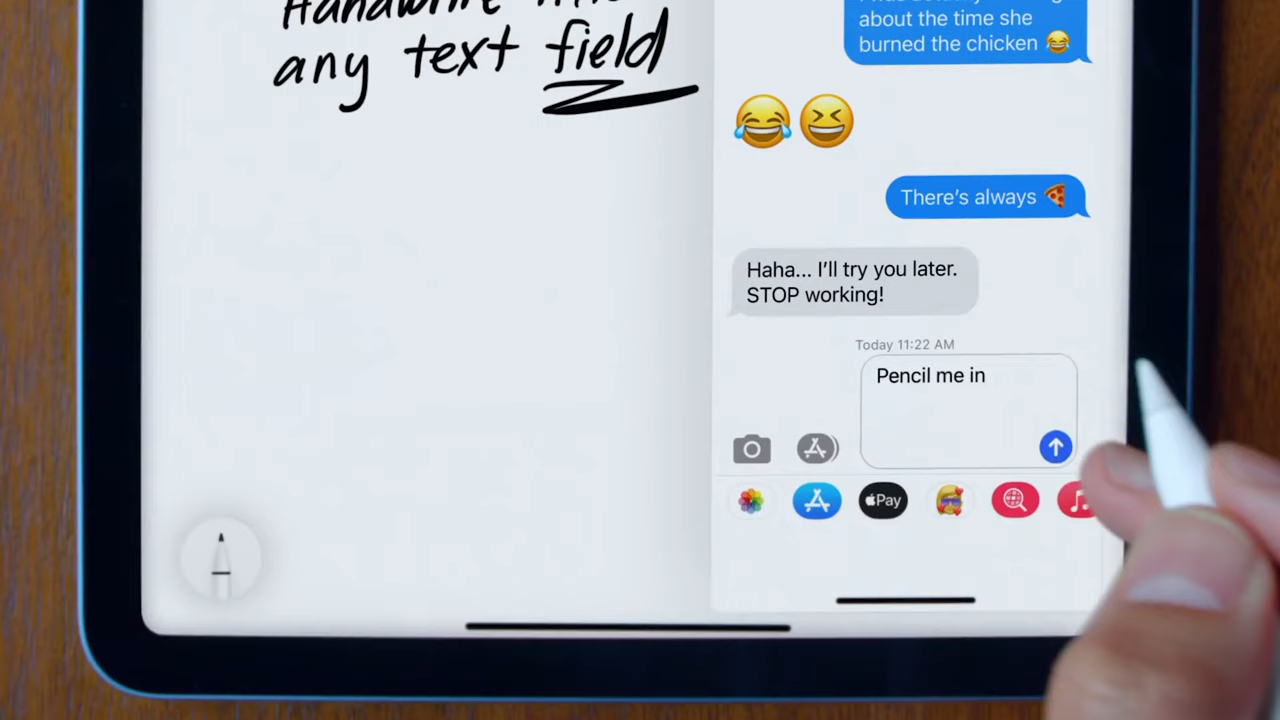 Handwrite
any text field
about the time she
burned the chicken 😂
😂 😆
There's always 🍕
Haha... I'll try you later.
STOP working!
Today 11:22 AM
Pencil me in
Pay